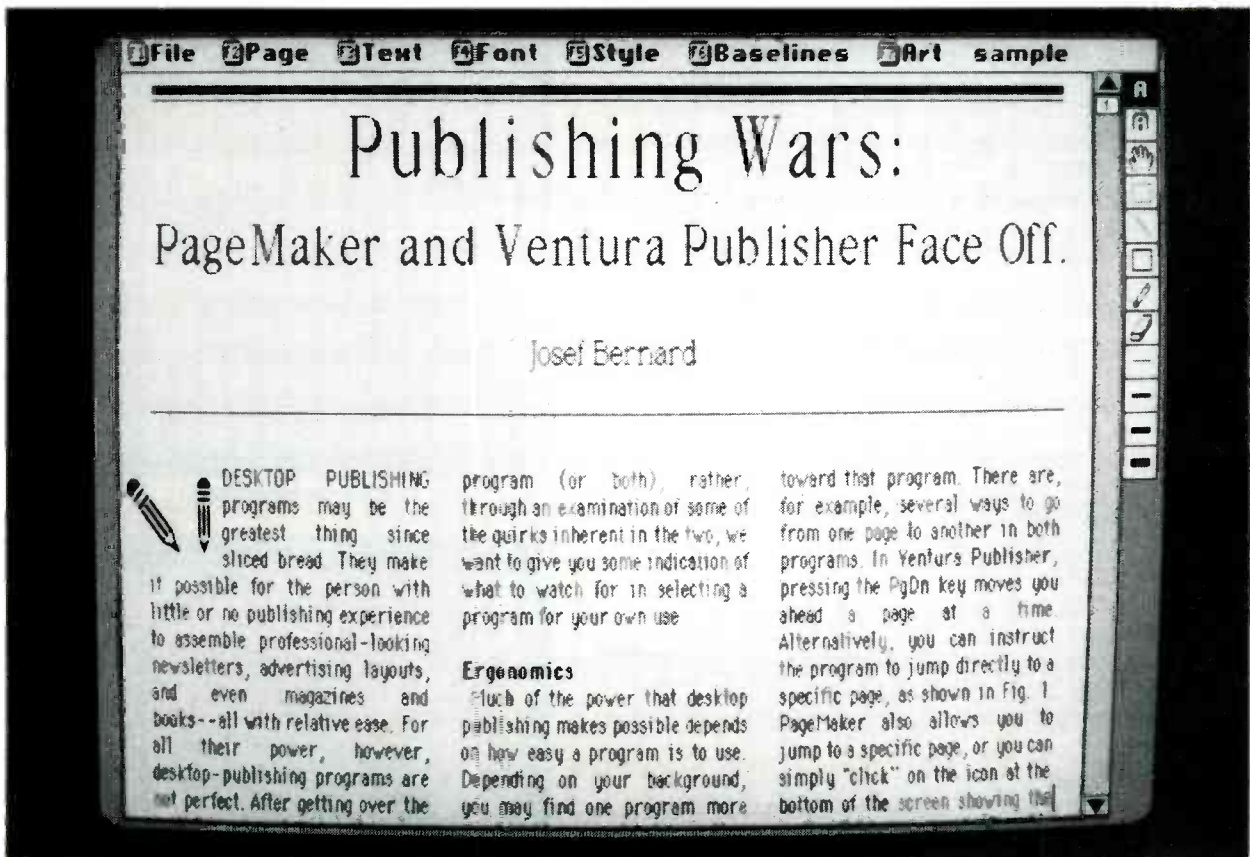 F1 File F2 Page F3 Text F4 Font F5 Style F6 Baselines F7 Art sample
Publishing Wars:
PageMaker and Ventura Publisher Face Off.
Josef Bernard
DESKTOP PUBLISHING
programs may be the
greatest thing since
sliced bread. They make
it possible for the person with
little or no publishing experience
to assemble professional-looking
newsletters, advertising layouts,
and even magazines and
books--all with relative ease. For
all their power, however,
desktop-publishing programs are
not perfect. After getting over the
program (or both), rather,
through an examination of some of
the quirks inherent in the two, we
want to give you some indication of
what to watch for in selecting a
program for your own use
Ergonomics
Much of the power that desktop
publishing makes possible depends
on how easy a program is to use.
Depending on your background,
you may find one program more
toward that program. There are,
for example, several ways to go
from one page to another in both
programs. In Ventura Publisher,
pressing the PgDn key moves you
ahead a page at a time.
Alternatively, you can instruct
the program to jump directly to a
specific page, as shown in Fig. 1
PageMaker also allows you to
jump to a specific page, or you can
simply "click" on the icon at the
bottom of the screen showing the
1
A